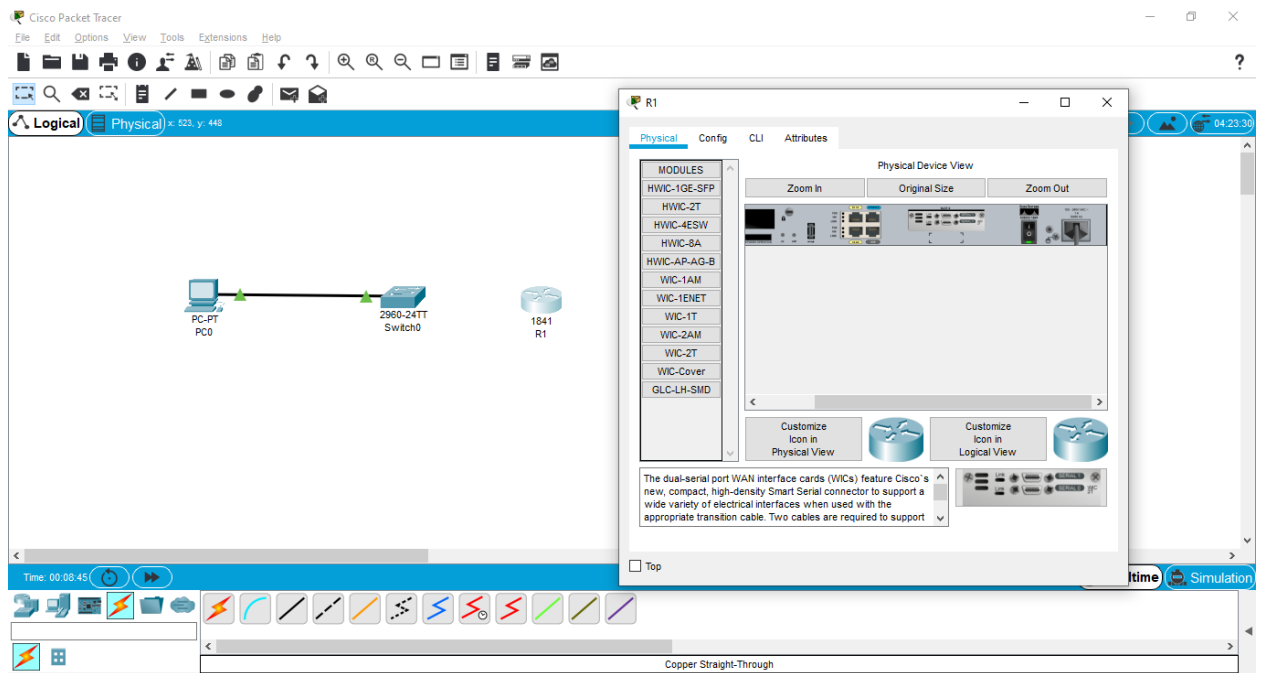 Cisco Packet Tracer
File Edit Options View Tools Extensions Help
?
Logical Physical x: 523, y: 448
04:23:30
R1
Physical Config CLI Attributes
MODULES
HWIC-1GE-SFP
HWIC-2T
HWIC-4ESW
HWIC-8A
HWIC-AP-AG-B
WIC-1AM
WIC-1ENET
WIC-1T
WIC-2AM
WIC-2T
WIC-Cover
GLC-LH-SMD
Physical Device View
Zoom In Original Size Zoom Out
Customize
Icon in
Physical View
Customize
Icon in
Logical View
The dual-serial port WAN interface cards (WICs) feature Cisco`s
new, compact, high-density Smart Serial connector to support a
wide variety of electrical interfaces when used with the
appropriate transition cable. Two cables are required to support
Top
PC-PT
PC0
2960-24TT
Switch0
1841
R1
Time: 00:08:45
ltime Simulation
Copper Straight-Through